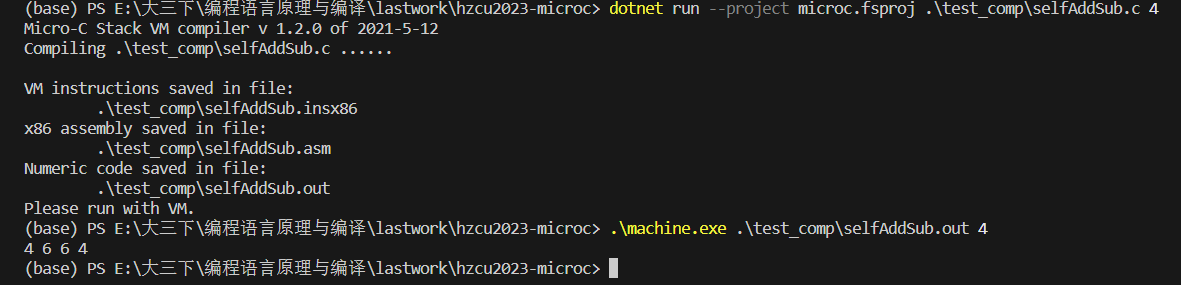 (base) PS E:\大三下\编程语言原理与编译\lastwork\hzcu2023-microc> dotnet run --project microc.fsproj .\test_comp\selfAddSub.c 4
Micro-C Stack VM compiler v 1.2.0 of 2021-5-12
Compiling .\test_comp\selfAddSub.c ......
VM instructions saved in file:
.\test_comp\selfAddSub.insx86
x86 assembly saved in file:
.\test_comp\selfAddSub.asm
Numeric code saved in file:
.\test_comp\selfAddSub.out
Please run with VM.
(base) PS E:\大三下\编程语言原理与编译\lastwork\hzcu2023-microc> .\machine.exe .\test_comp\selfAddSub.out 4
4 6 6 4
(base) PS E:\大三下\编程语言原理与编译\lastwork\hzcu2023-microc>